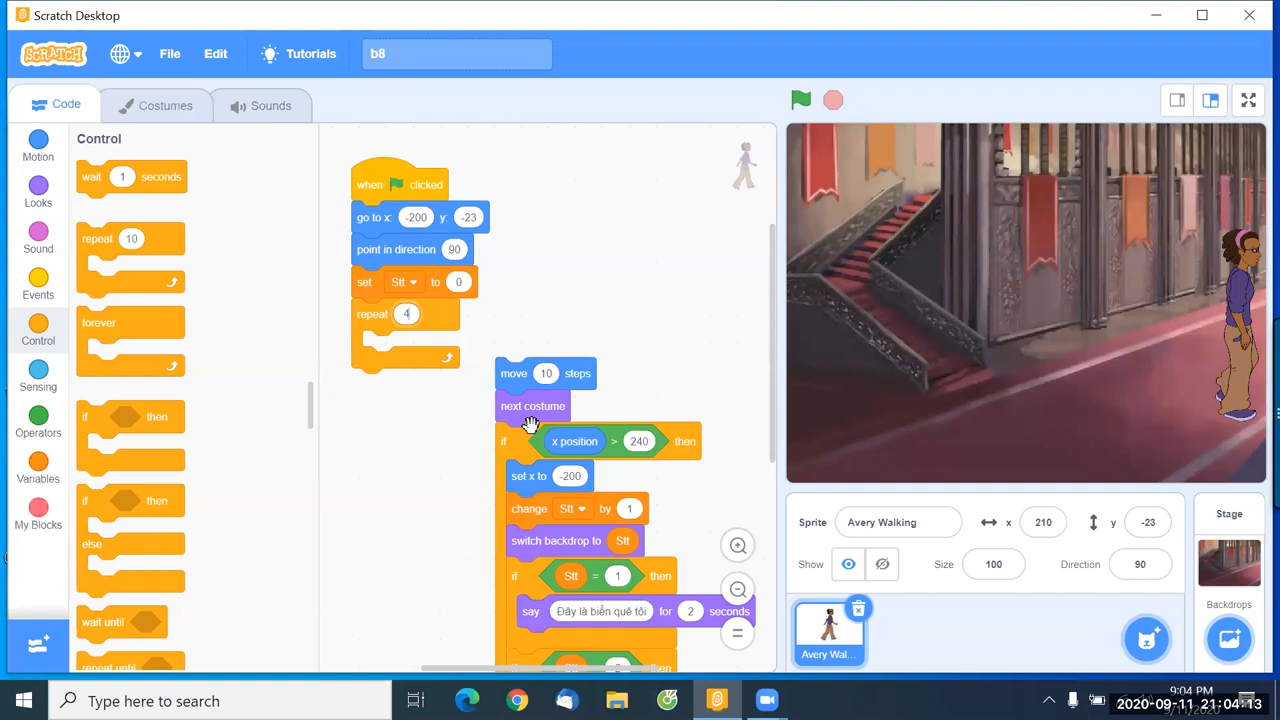 Scratch Desktop
SCRATCH File Edit Tutorials b8
Code Costumes Sounds
Motion
Looks
Sound
Events
Control
Sensing
Operators
Variables
My Blocks
Control
wait 1 seconds
repeat 10
forever
if then
if then
else
wait until
repeat until
when clicked
go to x: -200 y: -23
point in direction 90
set Stt to 0
repeat 4
move 10 steps
next costume
if x position > 240 then
set x to -200
change Stt by 1
switch backdrop to Stt
if Stt = 1 then
say Đây là biển quê tôi for 2 seconds
if Stt then
Sprite Avery Walking x 210 y -23
Show Size 100 Direction 90
Avery Wal...
Stage
Backdrops
Type here to search
9:04 PM
2020-09-11 21:04:13